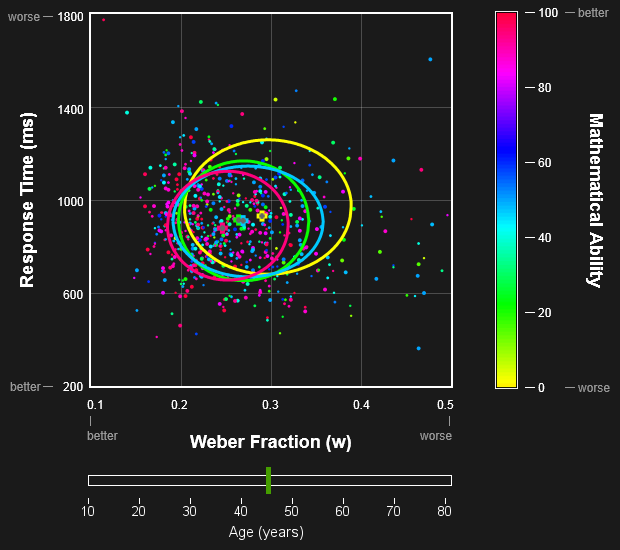 worse
1800
1400
1000
600
200
better
Response Time (ms)
0.1
0.2
0.3
0.4
0.5
better
worse
Weber Fraction (w)
100
80
60
40
20
0
better
worse
Mathematical Ability
10
20
30
40
50
60
70
80
Age (years)